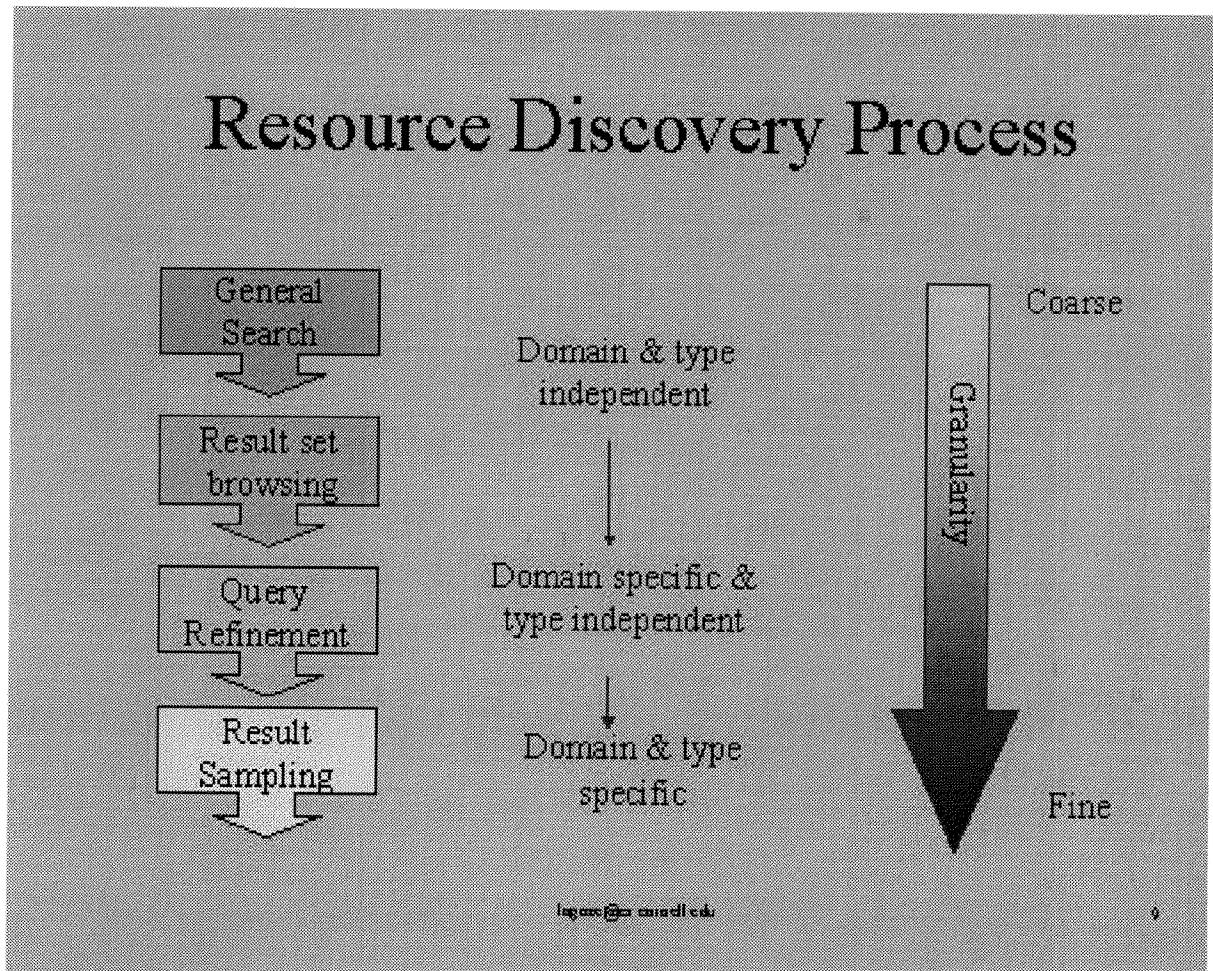 Resource Discovery Process
General
Search
Result set
browsing
Query
Refinement
Result
Sampling
Domain & type
independent
Domain specific &
type independent
Domain & type
specific
Granularity
Coarse
Fine
9